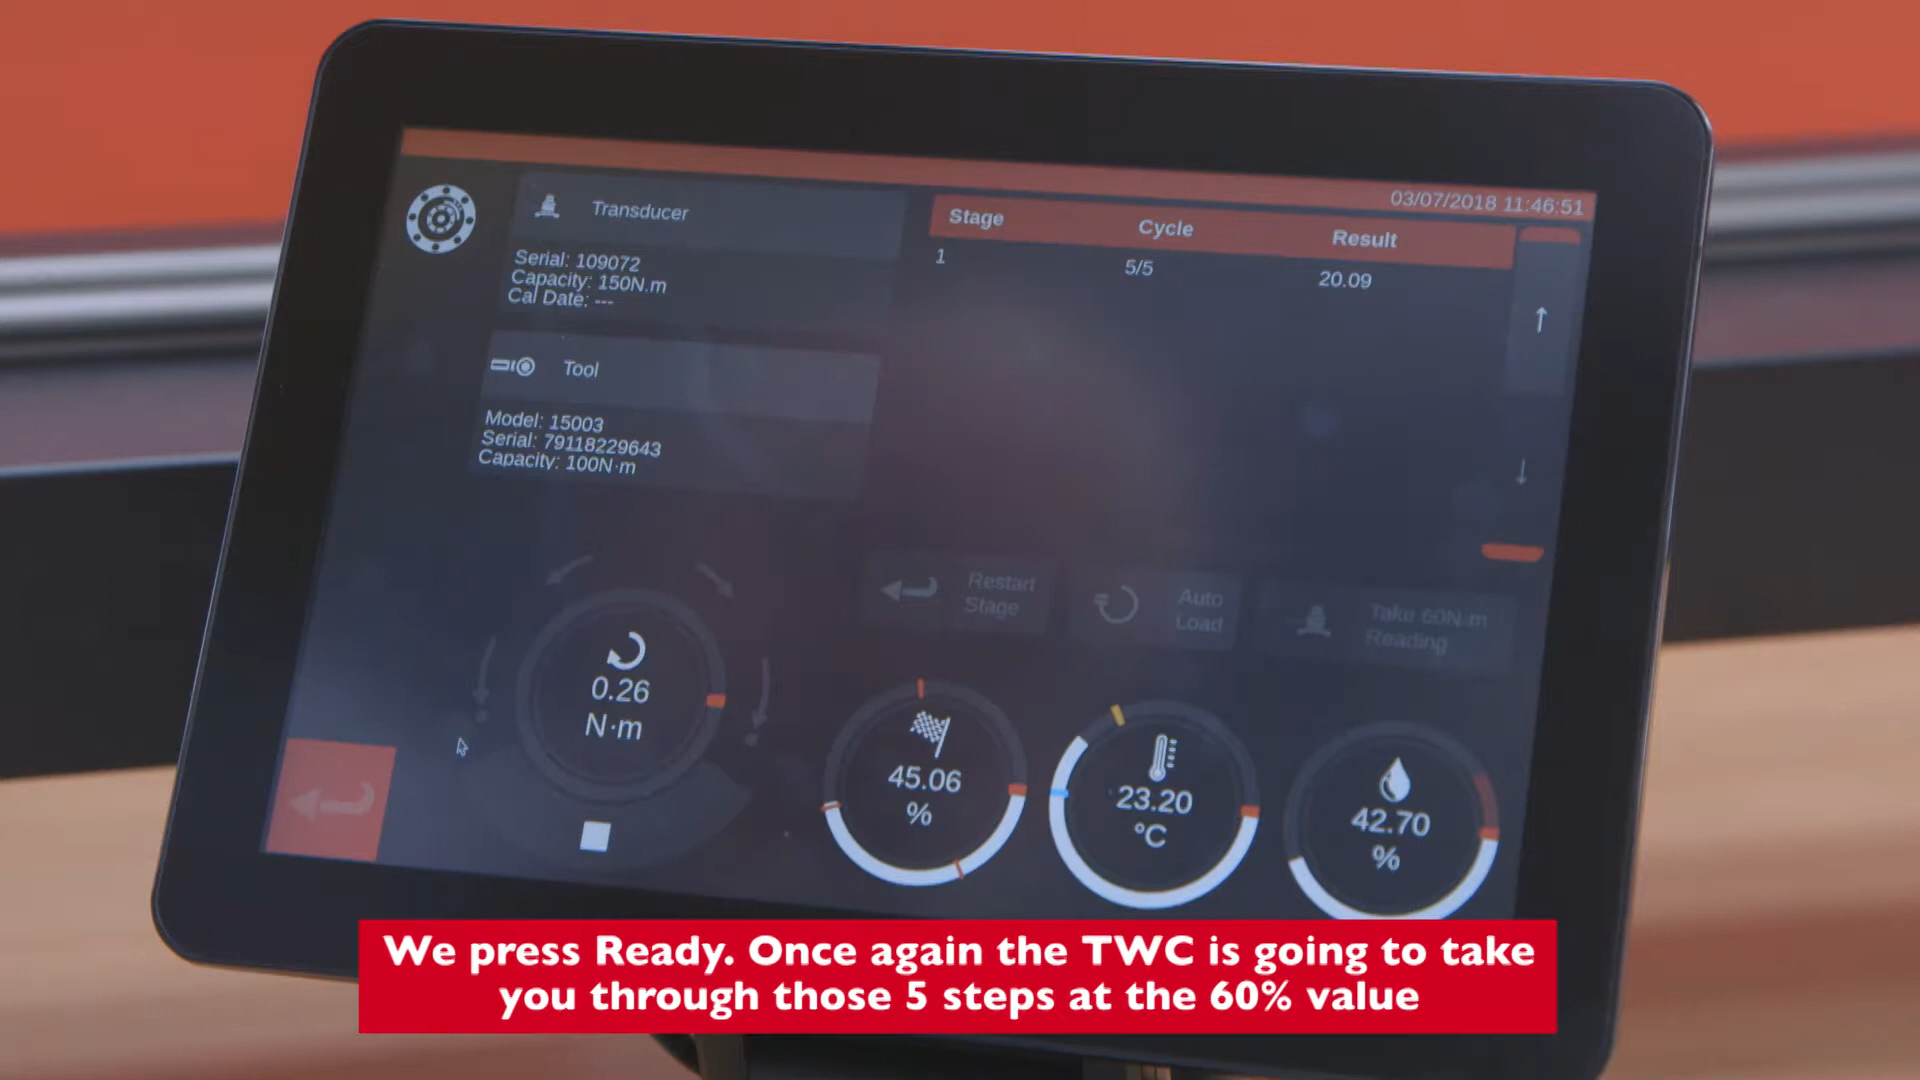 03/07/2018 11:46:51
Transducer
Serial: 109072
Capacity: 150N.m
Cal Date: ---
Stage Cycle Result
1 5/5 20.09
Tool
Model: 15003
Serial: 79118229643
Capacity: 100N·m
Restart
Stage
Auto
Load
Take 60N.m
Reading
0.26
N·m
45.06
%
23.20
°C
42.70
%
We press Ready. Once again the TWC is going to take
you through those 5 steps at the 60% value